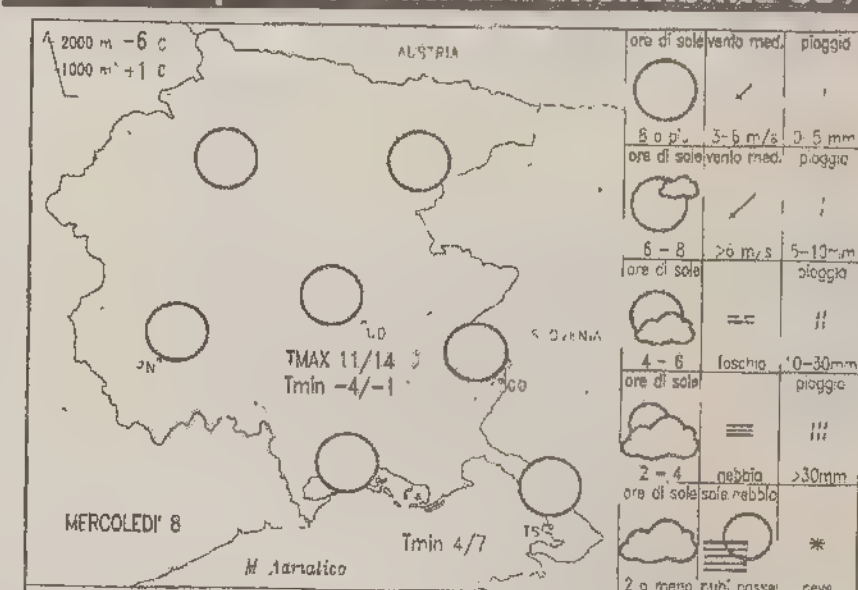 2000 m -6 C
1000 m +1 C
AUSTRIA
UD
PN
SLOVENIA
TMAX 11/14
Tmin -4/-1
GO
MERCOLEDI' 8
Tmin 4/7
TS
M. Adriatico
ore di sole vento med. pioggia
8 o più 3-6 m/s 0-5 mm
ore di sole vento med. pioggia
6 - 8 >6 m/s 5-10mm
ore di sole pioggia
4 - 6 foschia 10-30mm
ore di sole pioggia
2 - 4 nebbia >30mm
ore di sole sole/nebbia
2 o meno nubi basse neve